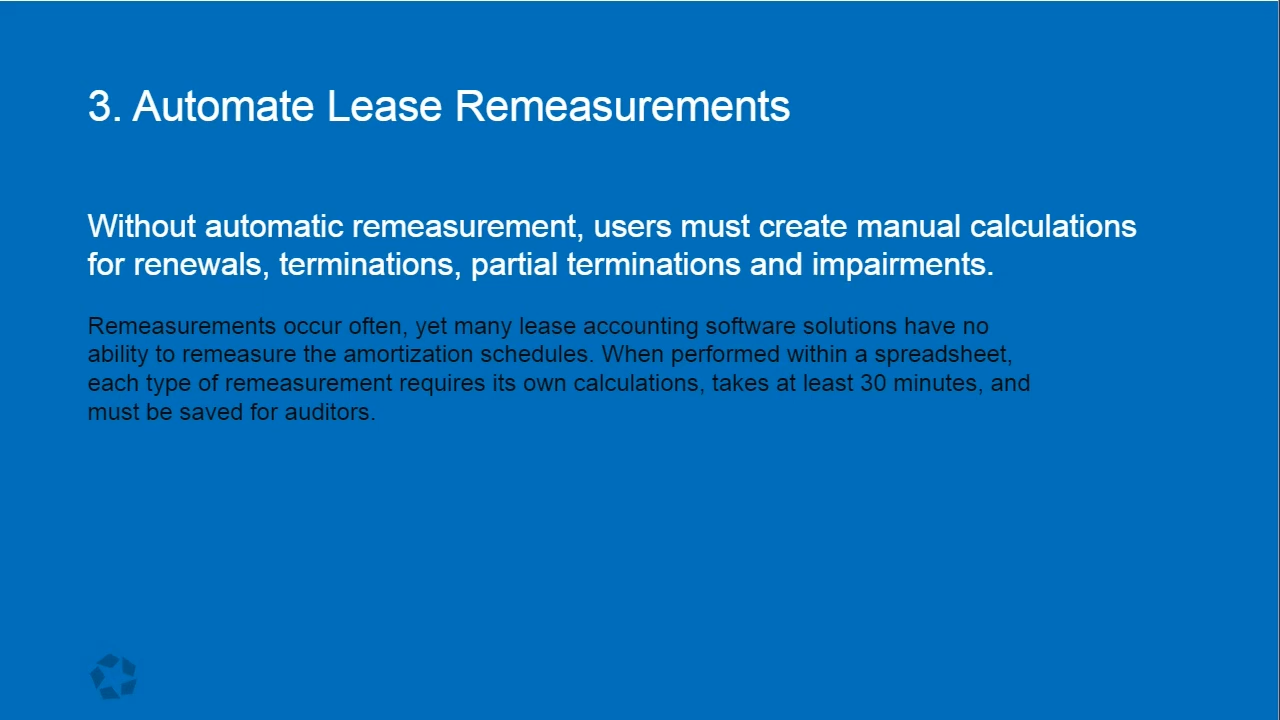 3. Automate Lease Remeasurements
Without automatic remeasurement, users must create manual calculations
for renewals, terminations, partial terminations and impairments.
Remeasurements occur often, yet many lease accounting software solutions have no
ability to remeasure the amortization schedules. When performed within a spreadsheet,
each type of remeasurement requires its own calculations, takes at least 30 minutes, and
must be saved for auditors.